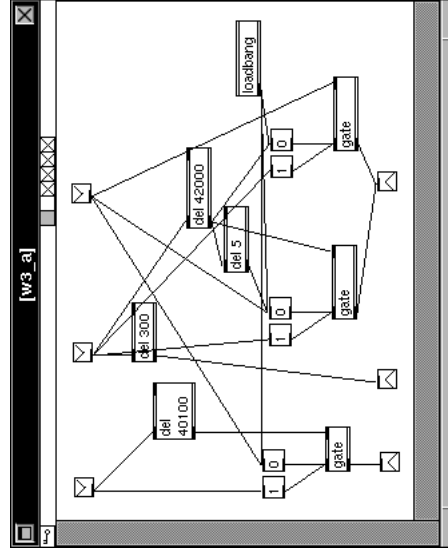 [w3_a]
loadbang
del 42000
del 5
del 300
del
40100
1
0
1
0
1
0
gate
gate
gate